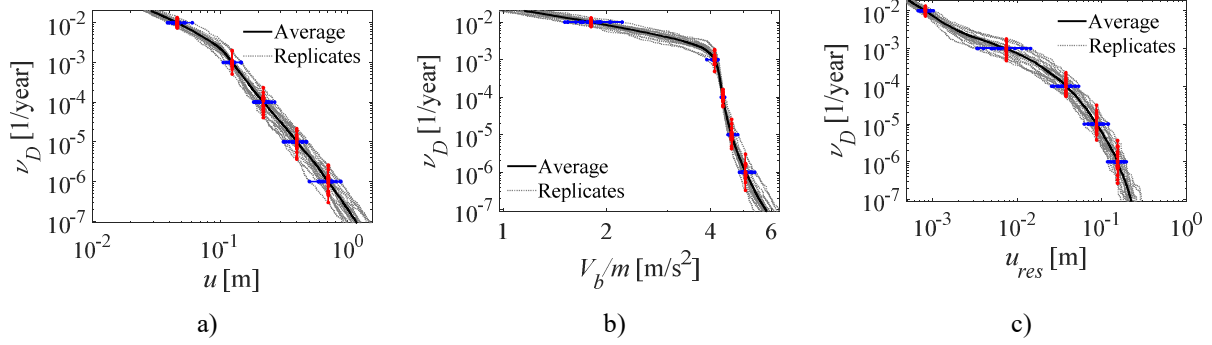 10^-2
10^-3
10^-4
10^-5
10^-6
10^-7
ν_D [1/year]
Average
Replicates
10^-2 10^-1 10^0
u [m]
a)
10^-2
10^-3
10^-4
10^-5
10^-6
10^-7
ν_D [1/year]
Average
Replicates
1 2 4 6
V_b/m [m/s^2]
b)
10^-2
10^-3
10^-4
10^-5
10^-6
10^-7
ν_D [1/year]
Average
Replicates
10^-3 10^-2 10^-1 10^0
u_res [m]
c)